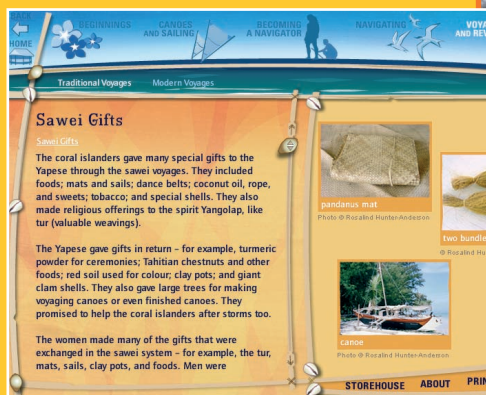 BACK
HOME
BEGINNINGS
CANOES
AND SAILING
BECOMING
A NAVIGATOR
NAVIGATING
VOYA
AND REV
Traditional Voyages
Modern Voyages
Sawei Gifts
Sawei Gifts
The coral islanders gave many special gifts to the
Yapese through the sawei voyages. They included
foods; mats and sails; dance belts; coconut oil, rope,
and sweets; tobacco; and special shells. They also
made religious offerings to the spirit Yangolap, like
tur (valuable weavings).
The Yapese gave gifts in return – for example, turmeric
powder for ceremonies; Tahitian chestnuts and other
foods; red soil used for colour; clay pots; and giant
clam shells. They also gave large trees for making
voyaging canoes or even finished canoes. They
promised to help the coral islanders after storms too.
The women made many of the gifts that were
exchanged in the sawei system – for example, the tur,
mats, sails, clay pots, and foods. Men were
pandanus mat
Photo © Rosalind Hunter-Anderson
two bundle
© Rosalind Hu
canoe
Photo © Rosalind Hunter-Anderson
STOREHOUSE
ABOUT
PRIN